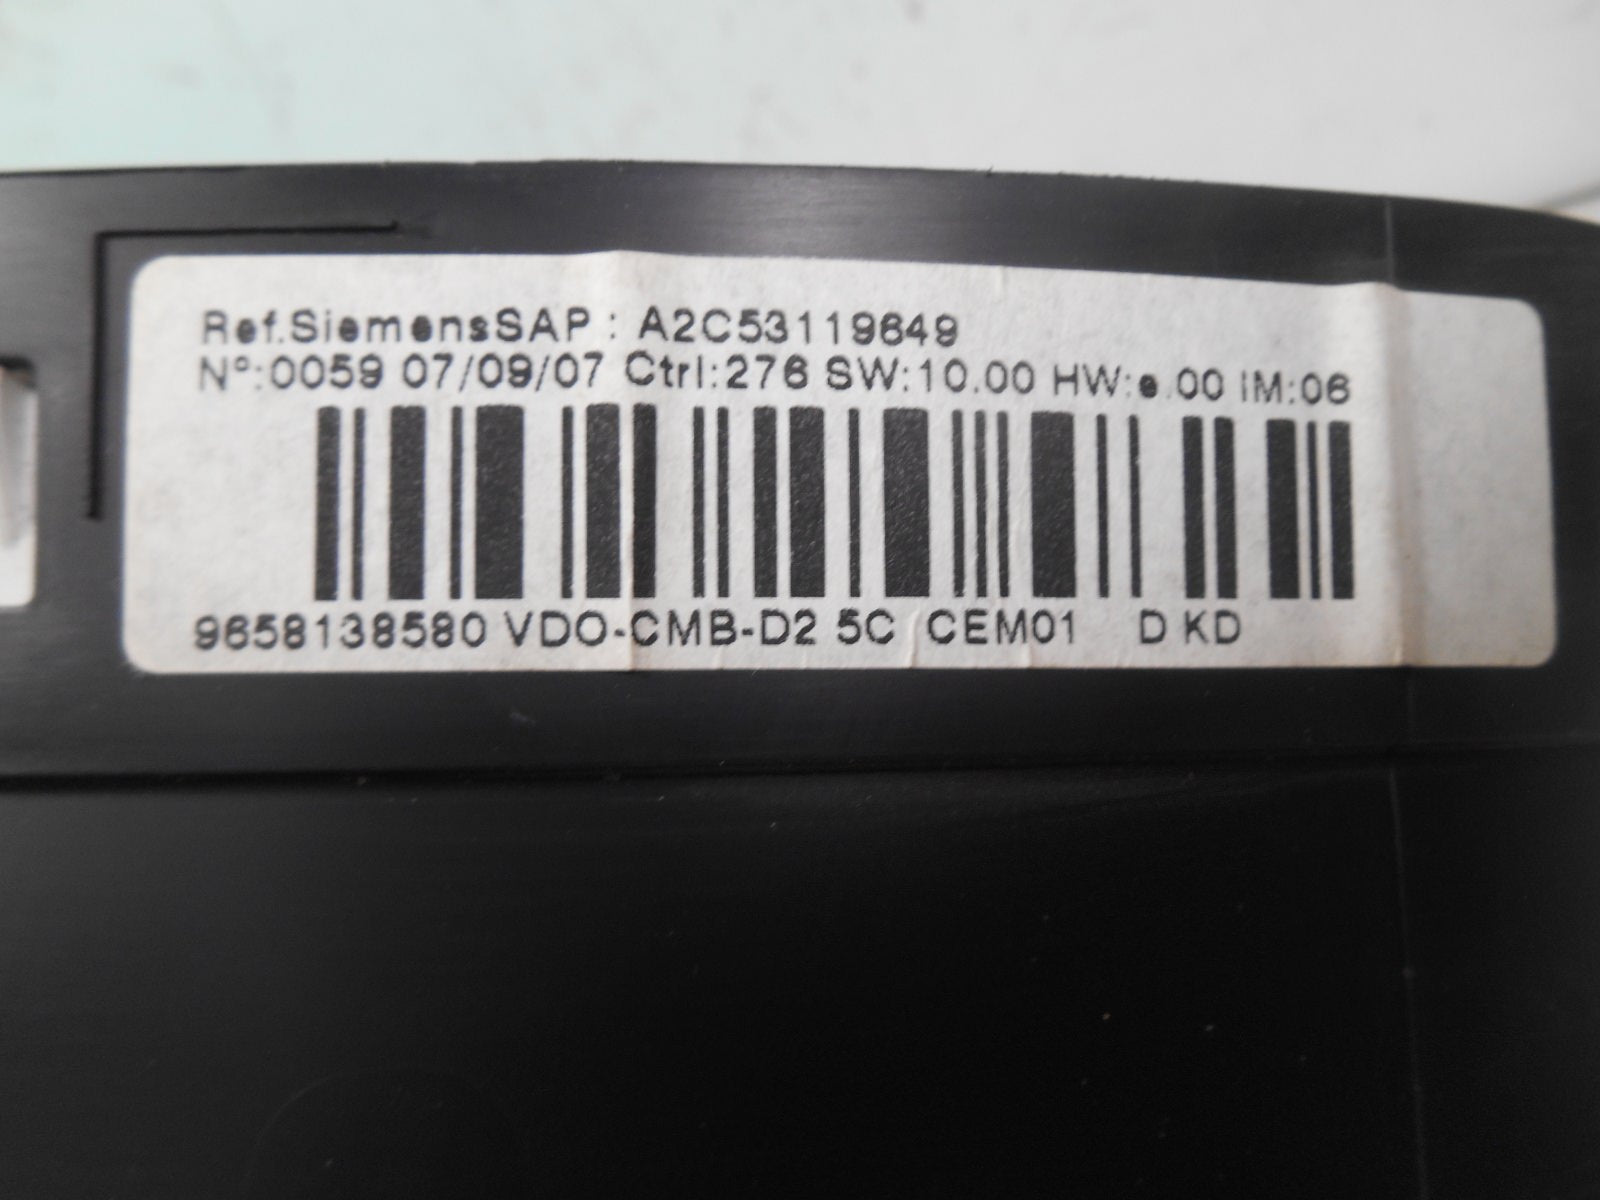 Ref.SiemensSAP : A2C53119649
Nº:0059 07/09/07 Ctrl:276 SW:10.00 HW:e.00 IM:06
9658138580 VDO-CMB-D2 5C CEM01 D KD